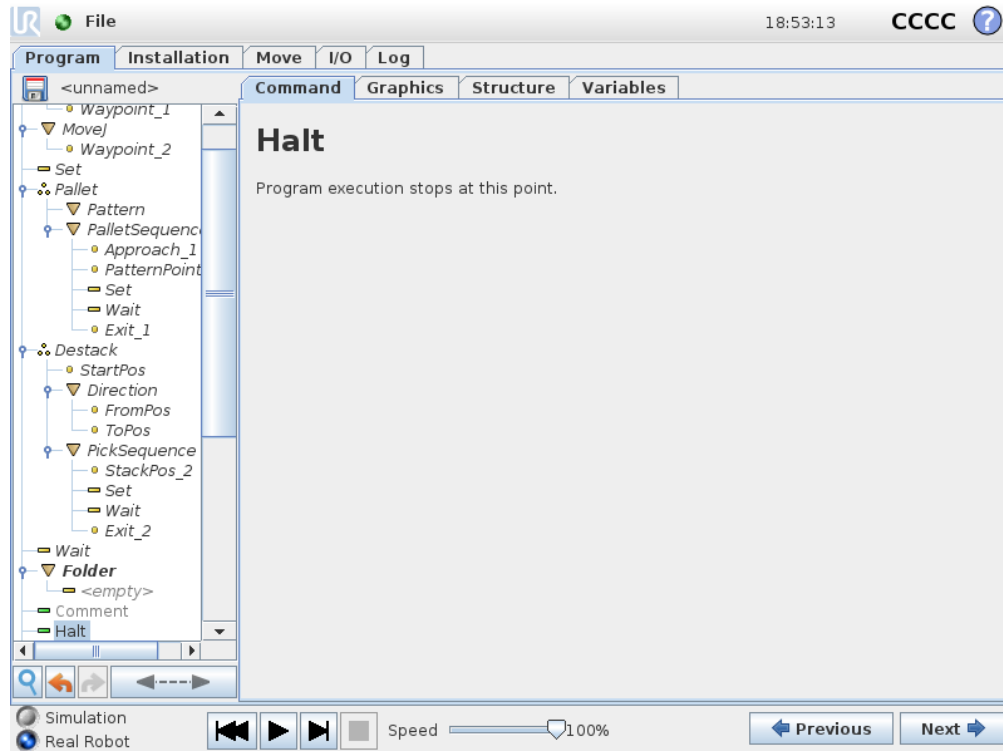 UR File 18:53:13 CCCC ?
Program Installation Move I/O Log
<unnamed>
Command Graphics Structure Variables
Waypoint_1
MoveJ
Waypoint_2
Set
Pallet
Pattern
PalletSequenc
Approach_1
PatternPoint
Set
Wait
Exit_1
Destack
StartPos
Direction
FromPos
ToPos
PickSequence
StackPos_2
Set
Wait
Exit_2
Wait
Folder
<empty>
Comment
Halt
Halt
Program execution stops at this point.
Simulation
Real Robot
Speed 100%
Previous Next